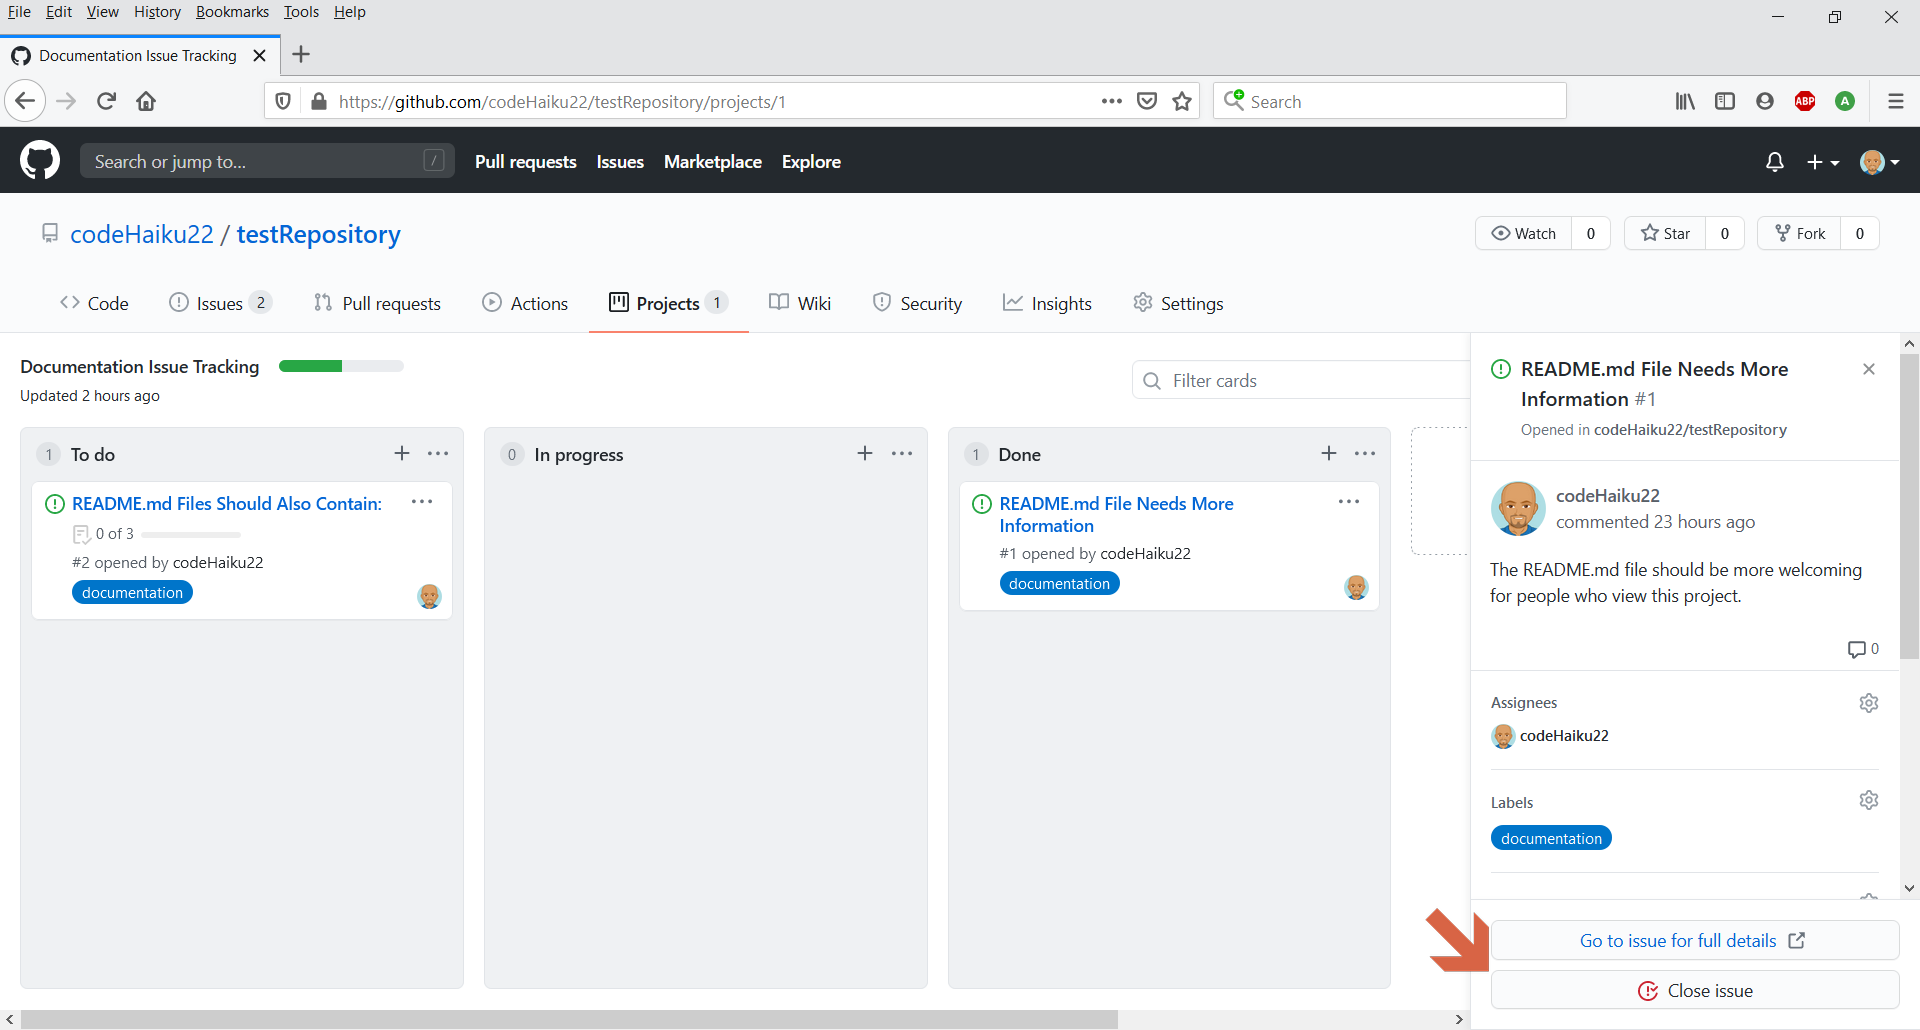 File Edit View History Bookmarks Tools Help
Documentation Issue Tracking
https://github.com/codeHaiku22/testRepository/projects/1
Search
ABP
A
Search or jump to...
/
Pull requests Issues Marketplace Explore
codeHaiku22 / testRepository
Watch 0
Star 0
Fork 0
Code
Issues 2
Pull requests
Actions
Projects 1
Wiki
Security
Insights
Settings
Documentation Issue Tracking
Updated 2 hours ago
Filter cards
1 To do
README.md Files Should Also Contain:
0 of 3
#2 opened by codeHaiku22
documentation
0 In progress
1 Done
README.md File Needs More
Information
#1 opened by codeHaiku22
documentation
README.md File Needs More
Information #1
Opened in codeHaiku22/testRepository
codeHaiku22
commented 23 hours ago
The README.md file should be more welcoming
for people who view this project.
0
Assignees
codeHaiku22
Labels
documentation
Go to issue for full details
Close issue